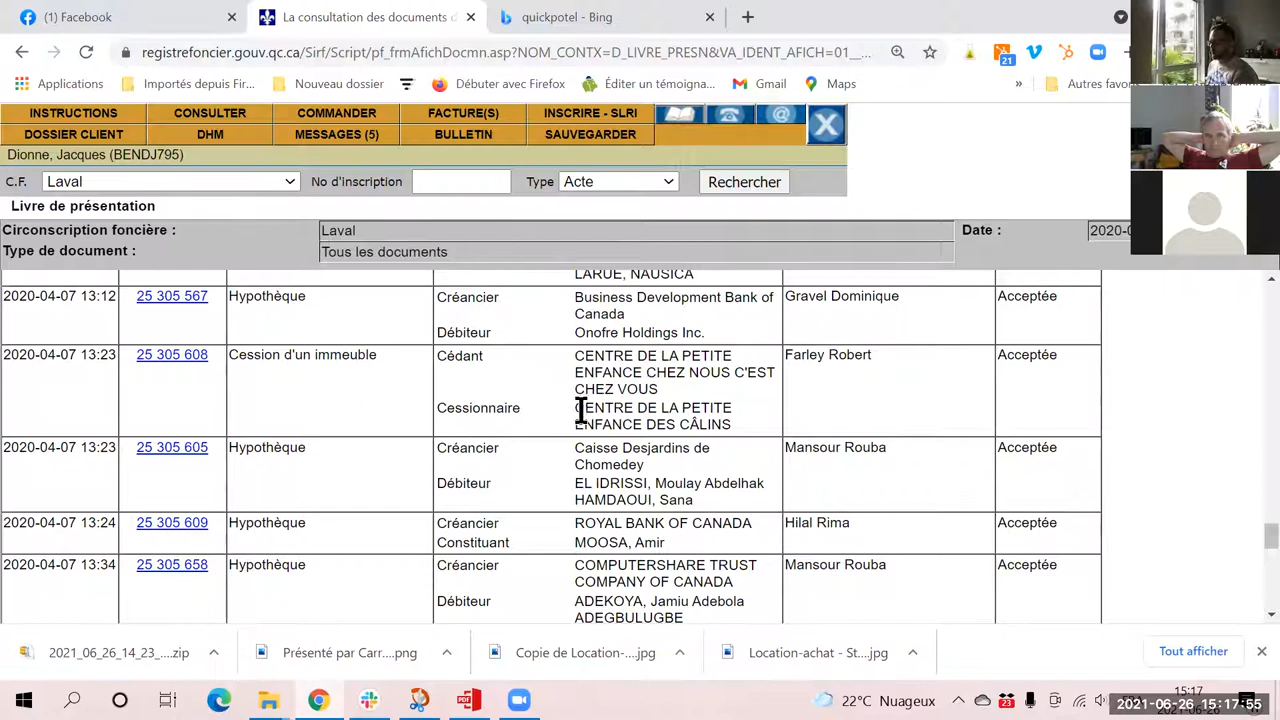 (1) Facebook
La consultation des documents d
quickpotel - Bing
registrefoncier.gouv.qc.ca/Sirf/Script/pf_frmAfichDocmn.asp?NOM_CONTX=D_LIVRE_PRESN&VA_IDENT_AFICH=01__...
21
Applications
Importés depuis Fir...
Nouveau dossier
Débuter avec Firefox
Éditer un témoigna...
Gmail
Maps
»
Autres favoris
INSTRUCTIONS CONSULTER COMMANDER FACTURE(S) INSCRIRE - SLRI
DOSSIER CLIENT DHM MESSAGES (5) BULLETIN SAUVEGARDER
Dionne, Jacques (BENDJ795)
C.F. Laval No d'inscription Type Acte Rechercher
Livre de présentation
Circonscription foncière : Laval Date : 2020-0
Type de document : Tous les documents
LARUE, NAUSICA
2020-04-07 13:12 25 305 567 Hypothèque Créancier Business Development Bank of Gravel Dominique Acceptée
Canada
Débiteur Onofre Holdings Inc.
2020-04-07 13:23 25 305 608 Cession d'un immeuble Cédant CENTRE DE LA PETITE Farley Robert Acceptée
ENFANCE CHEZ NOUS C'EST
CHEZ VOUS
Cessionnaire CENTRE DE LA PETITE
ENFANCE DES CÂLINS
2020-04-07 13:23 25 305 605 Hypothèque Créancier Caisse Desjardins de Mansour Rouba Acceptée
Chomedey
Débiteur EL IDRISSI, Moulay Abdelhak
HAMDAOUI, Sana
2020-04-07 13:24 25 305 609 Hypothèque Créancier ROYAL BANK OF CANADA Hilal Rima Acceptée
Constituant MOOSA, Amir
2020-04-07 13:34 25 305 658 Hypothèque Créancier COMPUTERSHARE TRUST Mansour Rouba Acceptée
COMPANY OF CANADA
Débiteur ADEKOYA, Jamiu Adebola
ADEGBULUGBE
2021_06_26_14_23_....zip
Présenté par Carr....png
Copie de Location-....jpg
Location-achat - St....jpg
Tout afficher
22°C Nuageux
23
15:17
2021-06-26 15:17:55